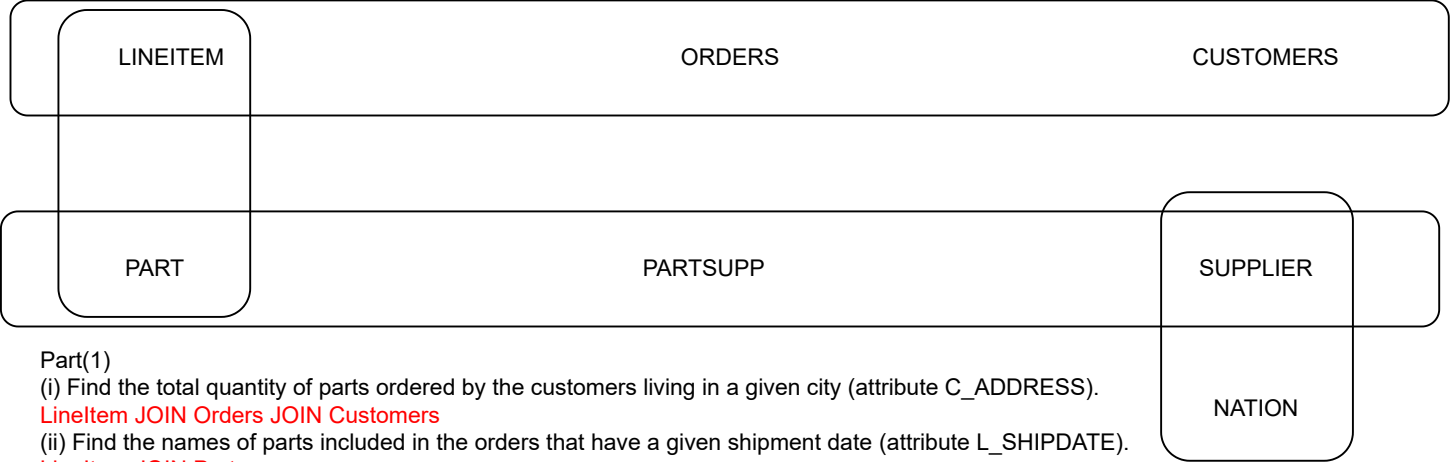 LINEITEM ORDERS CUSTOMERS
PART PARTSUPP SUPPLIER
Part(1)
(i) Find the total quantity of parts ordered by the customers living in a given city (attribute C_ADDRESS).
LineItem JOIN Orders JOIN Customers
NATION
(ii) Find the names of parts included in the orders that have a given shipment date (attribute L_SHIPDATE).